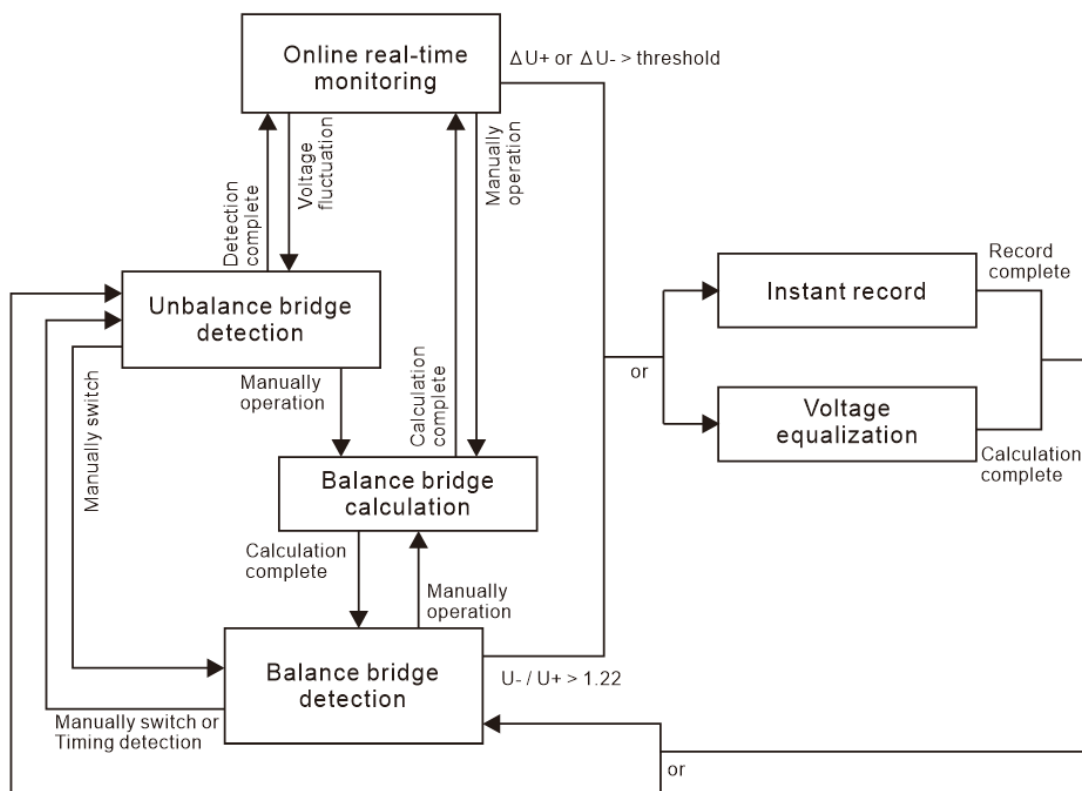 Online real-time
monitoring
ΔU+ or ΔU- > threshold
Detection
complete
Voltage
fluctuation
Manually
operation
Unbalance bridge
detection
Instant record
Record
complete
Manually switch
Manually
operation
Calculation
complete
or
Voltage
equalization
Calculation
complete
Balance bridge
calculation
Calculation
complete
Manually
operation
Balance bridge
detection
U- / U+ > 1.22
Manually switch or
Timing detection
or